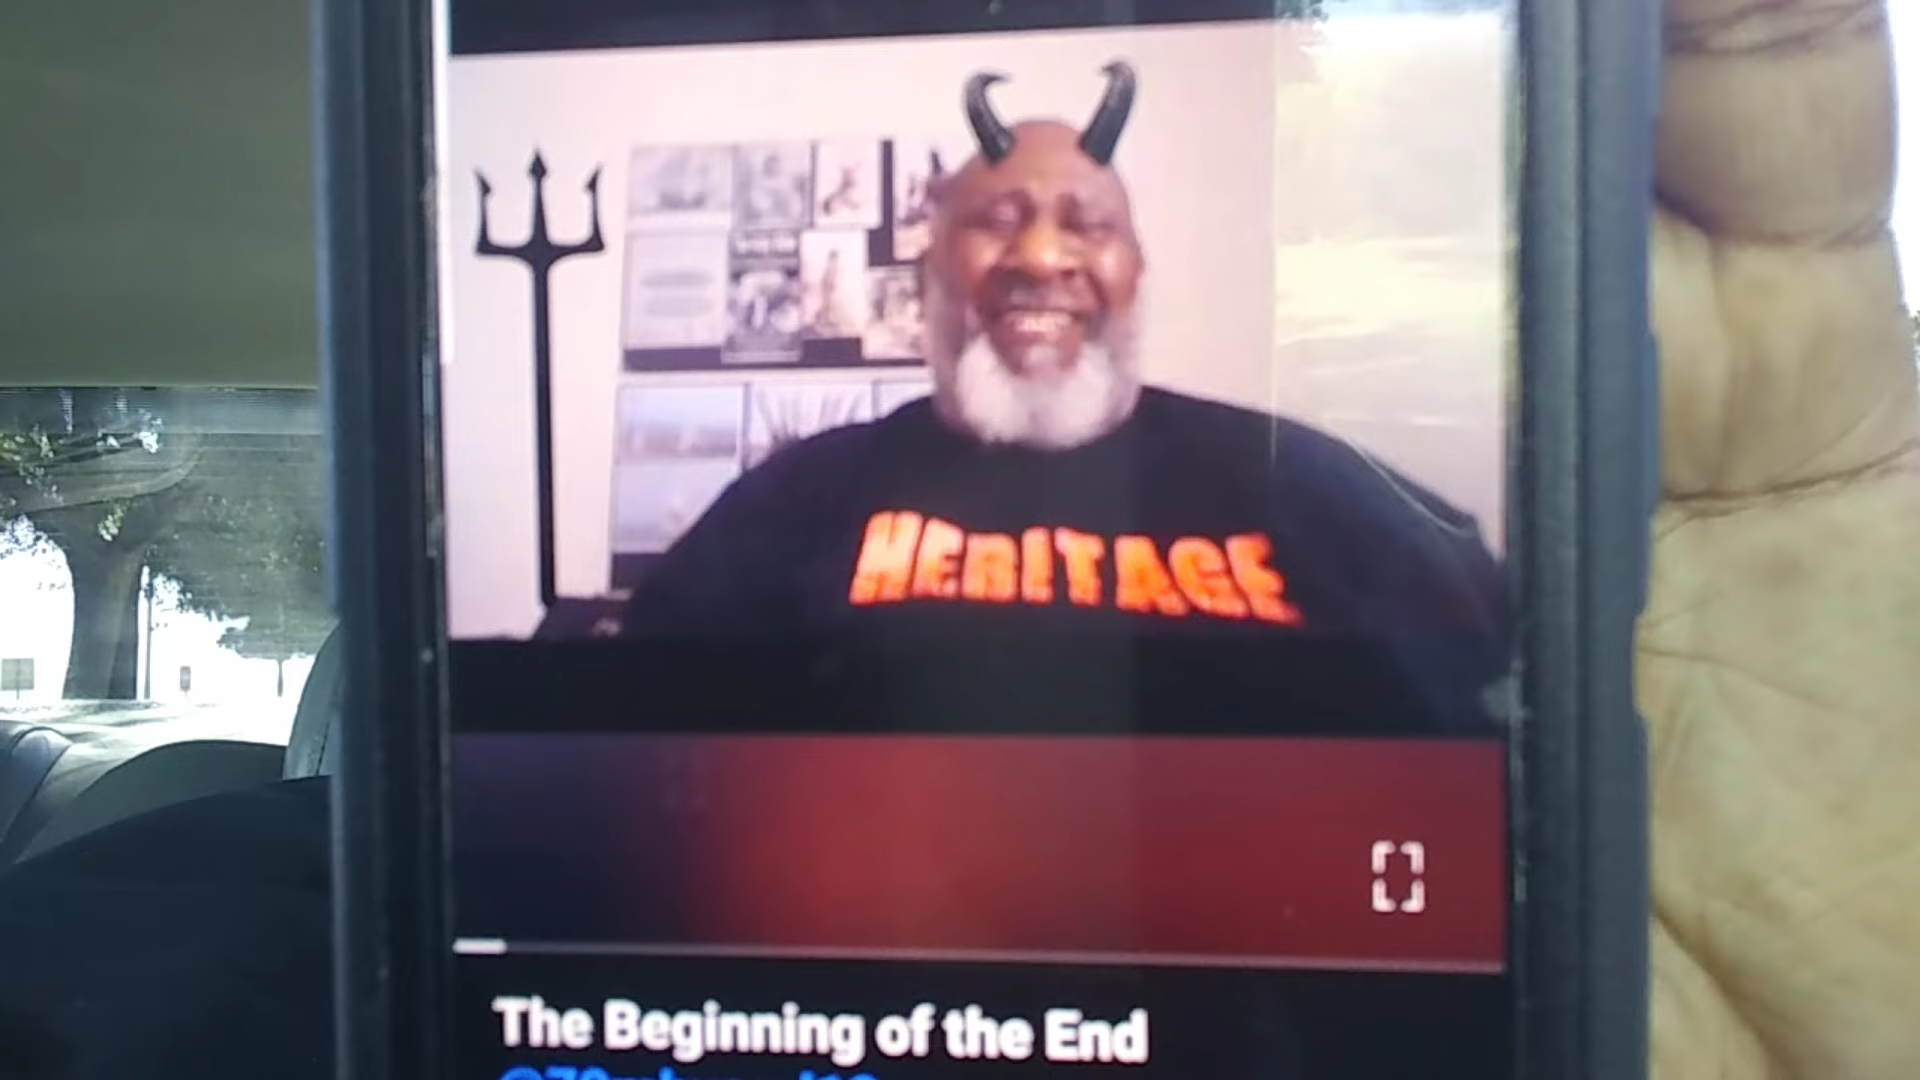 HERITAGE
The Beginning of the End